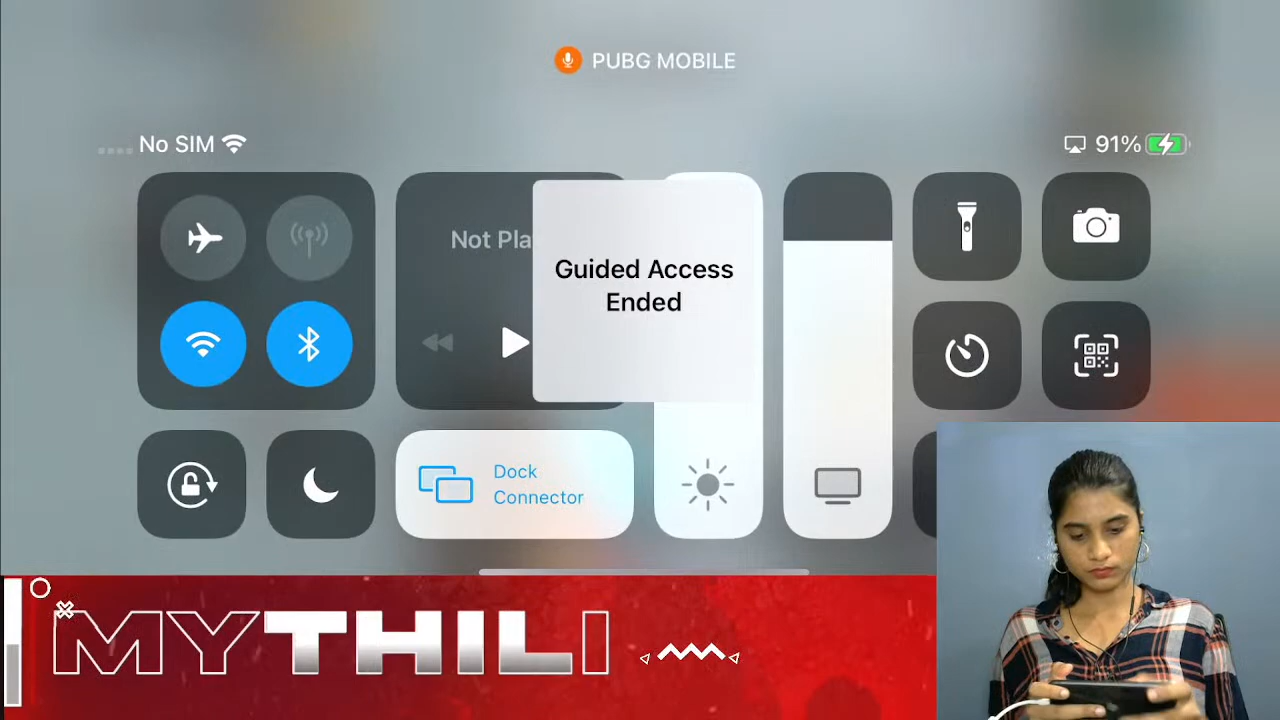 PUBG MOBILE
No SIM
91%
Not Pla
Guided Access
Ended
Dock
Connector
MYTHILI